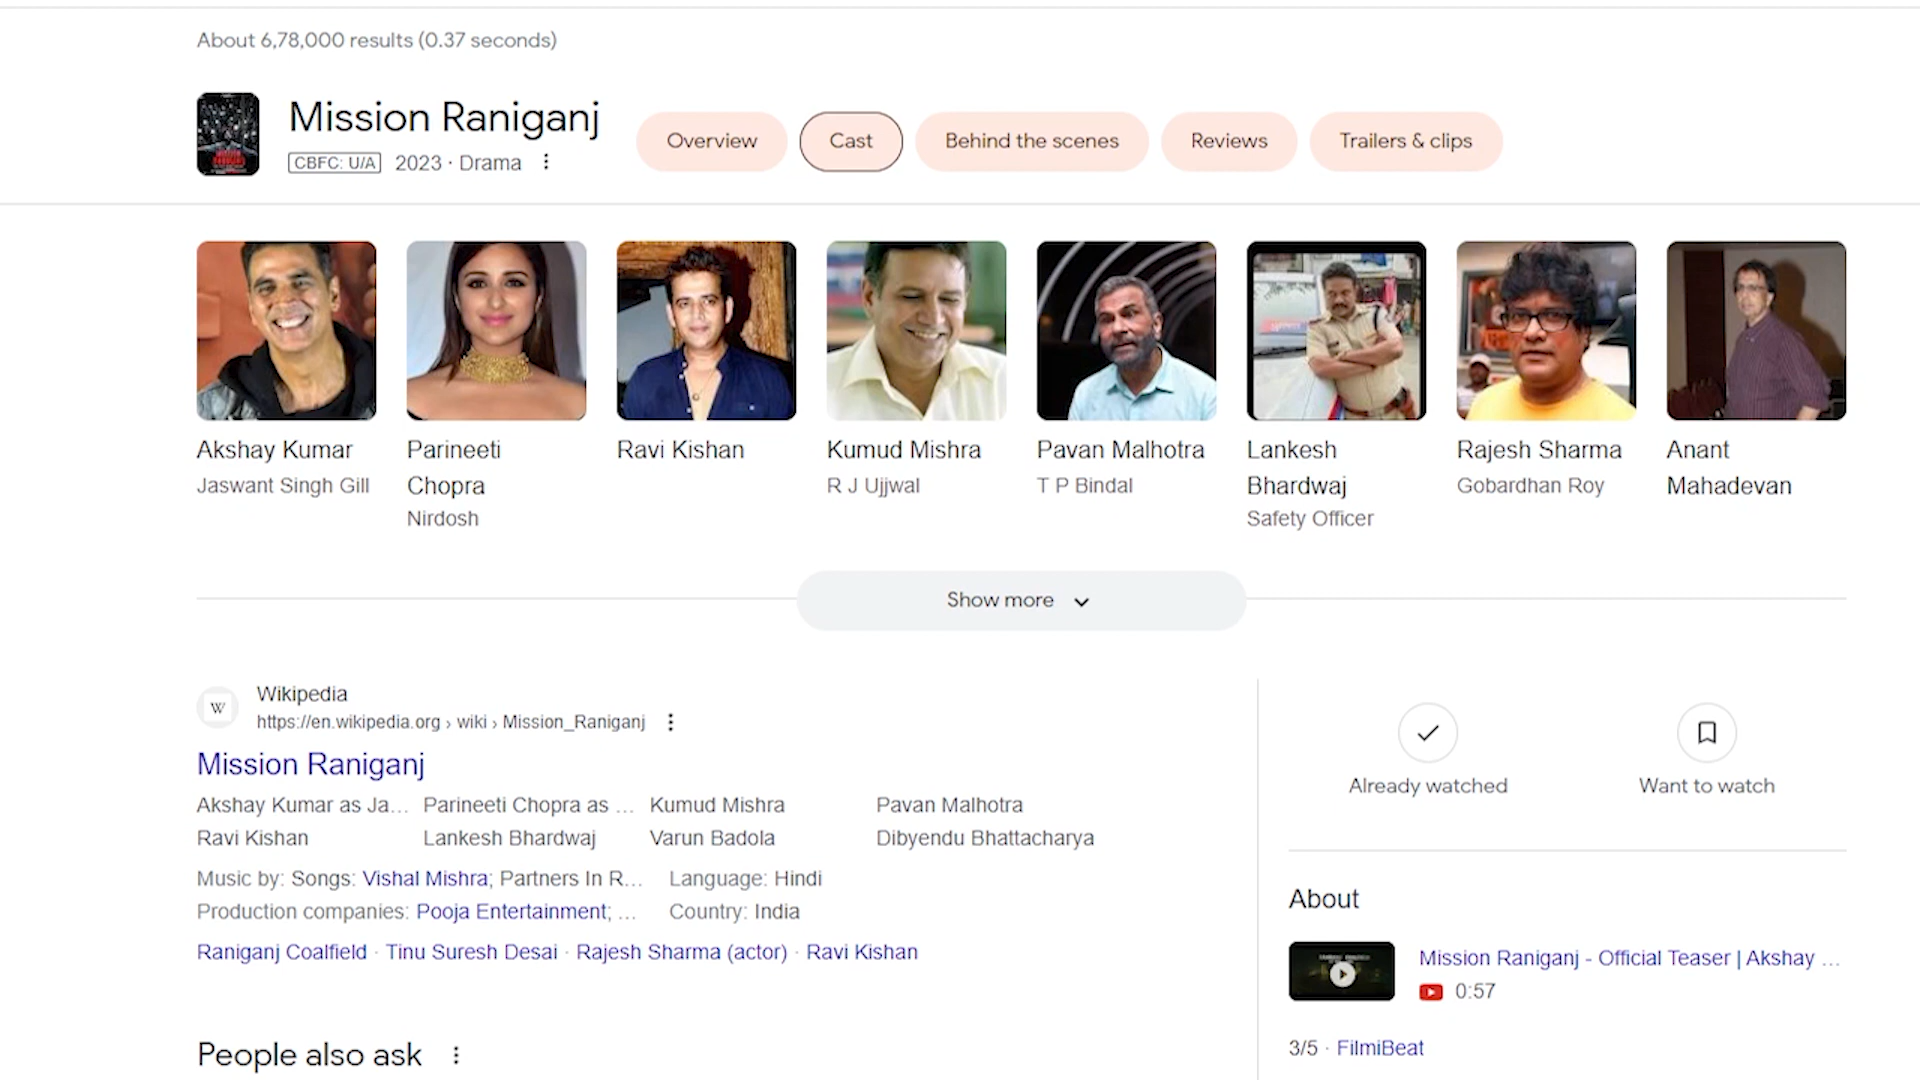 About 6,78,000 results (0.37 seconds)
Mission Raniganj
CBFC: U/A 2023 · Drama
Overview
Cast
Behind the scenes
Reviews
Trailers & clips
Akshay Kumar
Jaswant Singh Gill
Parineeti
Chopra
Nirdosh
Ravi Kishan
Kumud Mishra
R J Ujjwal
Pavan Malhotra
T P Bindal
Lankesh
Bhardwaj
Safety Officer
Rajesh Sharma
Gobardhan Roy
Anant
Mahadevan
Show more
W
Wikipedia
https://en.wikipedia.org › wiki › Mission_Raniganj
Mission Raniganj
Akshay Kumar as Ja... Parineeti Chopra as ... Kumud Mishra Pavan Malhotra
Ravi Kishan Lankesh Bhardwaj Varun Badola Dibyendu Bhattacharya
Music by: Songs: Vishal Mishra; Partners In R... Language: Hindi
Production companies: Pooja Entertainment; ... Country: India
Raniganj Coalfield · Tinu Suresh Desai · Rajesh Sharma (actor) · Ravi Kishan
People also ask
Already watched
Want to watch
About
Mission Raniganj - Official Teaser | Akshay ...
0:57
3/5 · FilmiBeat